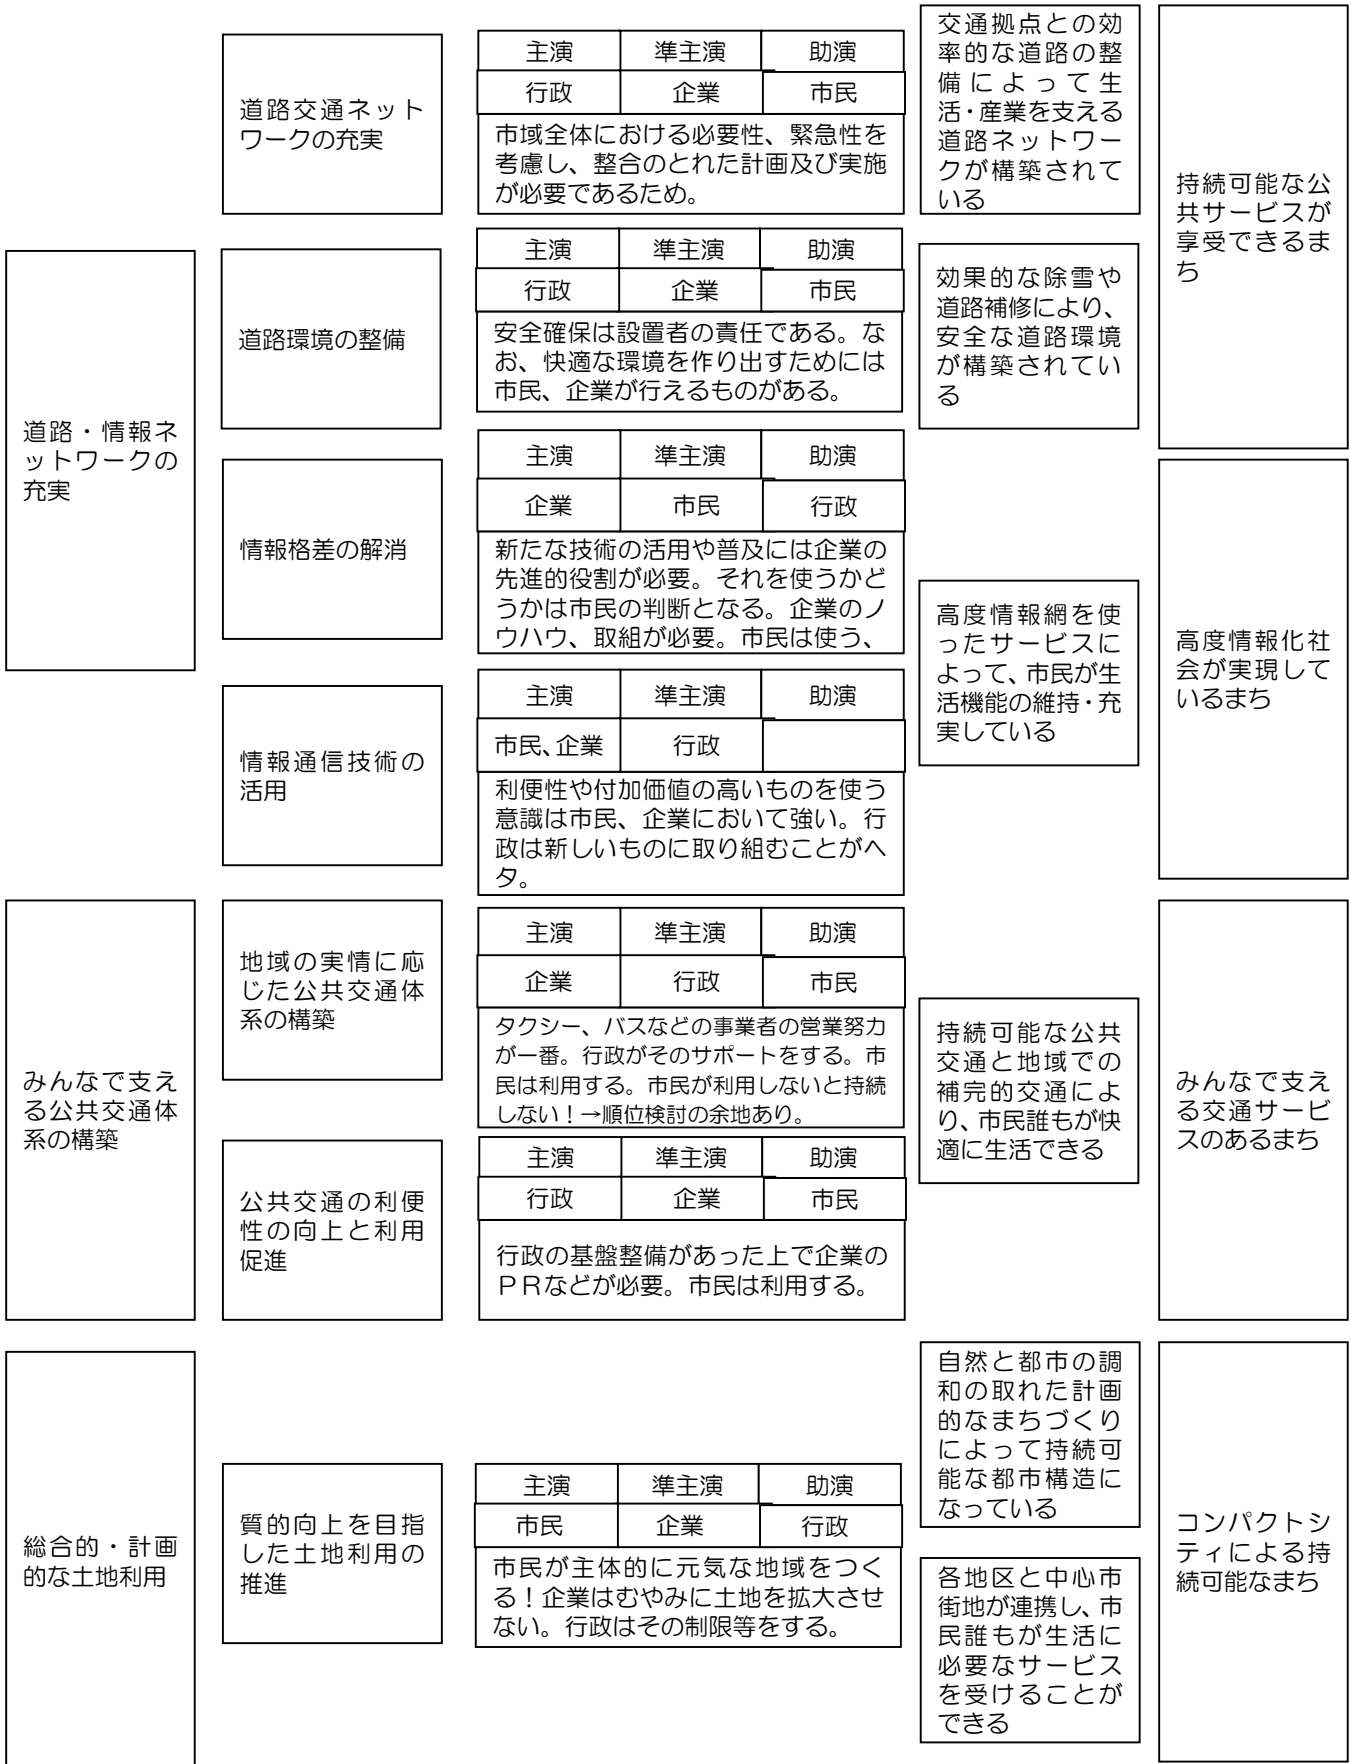 道路・情報ネ
ットワークの
充実
道路交通ネット
ワークの充実
主演 準主演 助演
行政 企業 市民
市域全体における必要性、緊急性を
考慮し、整合のとれた計画及び実施
が必要であるため。
交通拠点との効
率的な道路の整
備によって生
活・産業を支える
道路ネットワー
クが構築されて
いる
持続可能な公
共サービスが
享受できるま
ち
道路環境の整備
主演 準主演 助演
行政 企業 市民
安全確保は設置者の責任である。な
お、快適な環境を作り出すためには
市民、企業が行えるものがある。
効果的な除雪や
道路補修により、
安全な道路環境
が構築されてい
る
情報格差の解消
主演 準主演 助演
企業 市民 行政
新たな技術の活用や普及には企業の
先進的役割が必要。それを使うかど
うかは市民の判断となる。企業のノ
ウハウ、取組が必要。市民は使う、
高度情報網を使
ったサービスに
よって、市民が生
活機能の維持・充
実している
高度情報化社
会が実現して
いるまち
情報通信技術の
活用
主演 準主演 助演
市民、企業 行政
利便性や付加価値の高いものを使う
意識は市民、企業において強い。行
政は新しいものに取り組むことがヘ
タ。
みんなで支え
る公共交通体
系の構築
地域の実情に応
じた公共交通体
系の構築
主演 準主演 助演
企業 行政 市民
タクシー、バスなどの事業者の営業努力
が一番。行政がそのサポートをする。市
民は利用する。市民が利用しないと持続
しない！→順位検討の余地あり。
持続可能な公共
交通と地域での
補完的交通によ
り、市民誰もが快
適に生活できる
みんなで支え
る交通サービ
スのあるまち
公共交通の利便
性の向上と利用
促進
主演 準主演 助演
行政 企業 市民
行政の基盤整備があった上で企業の
ＰＲなどが必要。市民は利用する。
総合的・計画
的な土地利用
質的向上を目指
した土地利用の
推進
主演 準主演 助演
市民 企業 行政
市民が主体的に元気な地域をつく
る！企業はむやみに土地を拡大させ
ない。行政はその制限等をする。
自然と都市の調
和の取れた計画
的なまちづくり
によって持続可
能な都市構造に
なっている
各地区と中心市
街地が連携し、市
民誰もが生活に
必要なサービス
を受けることが
できる
コンパクトシ
ティによる持
続可能なまち